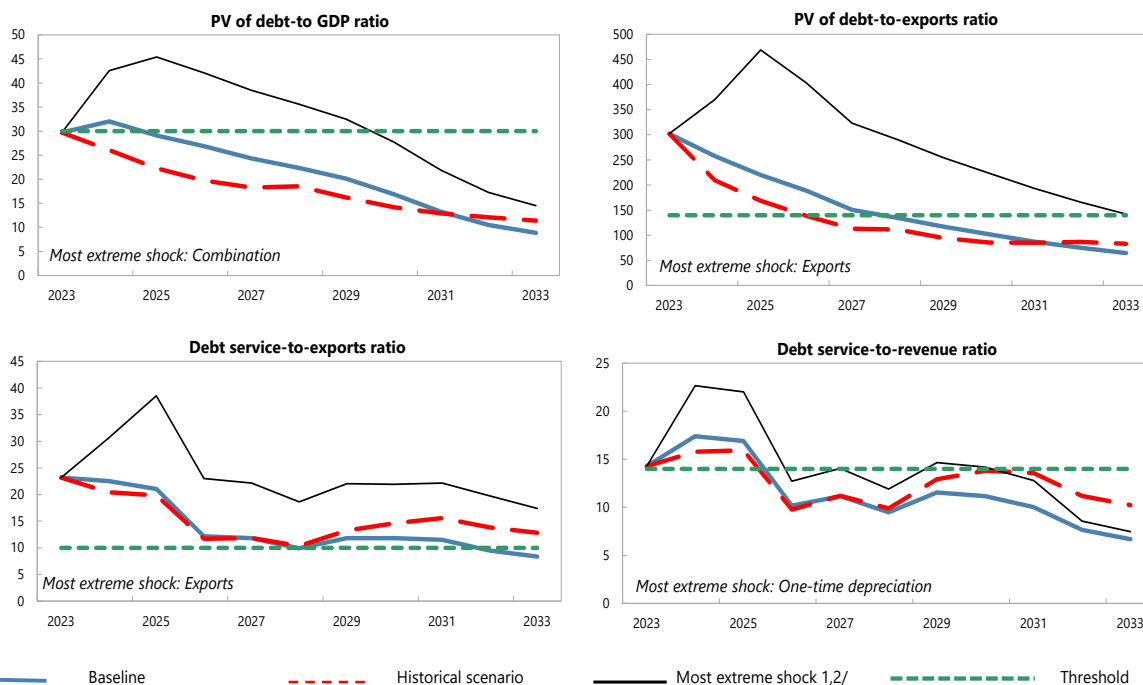 PV of debt-to GDP ratio
50
45
40
35
30
25
20
15
10
5
0
Most extreme shock: Combination
2023 2025 2027 2029 2031 2033
PV of debt-to-exports ratio
500
450
400
350
300
250
200
150
100
50
0
Most extreme shock: Exports
2023 2025 2027 2029 2031 2033
Debt service-to-exports ratio
45
40
35
30
25
20
15
10
5
0
Most extreme shock: Exports
2023 2025 2027 2029 2031 2033
Debt service-to-revenue ratio
25
20
15
10
5
0
Most extreme shock: One-time depreciation
2023 2025 2027 2029 2031 2033
Baseline Historical scenario Most extreme shock 1,2/ Threshold